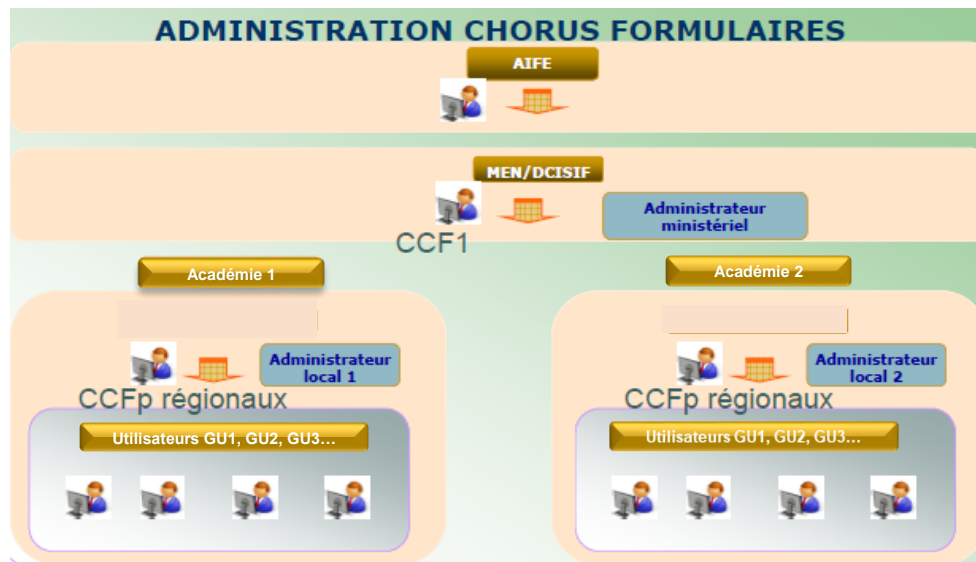 ADMINISTRATION CHORUS FORMULAIRES
AIFE
MEN/DCISIF
Administrateur
ministériel
CCF1
Académie 1
Académie 2
Administrateur
local 1
CCFp régionaux
Administrateur
local 2
CCFp régionaux
Utilisateurs GU1, GU2, GU3...
Utilisateurs GU1, GU2, GU3...